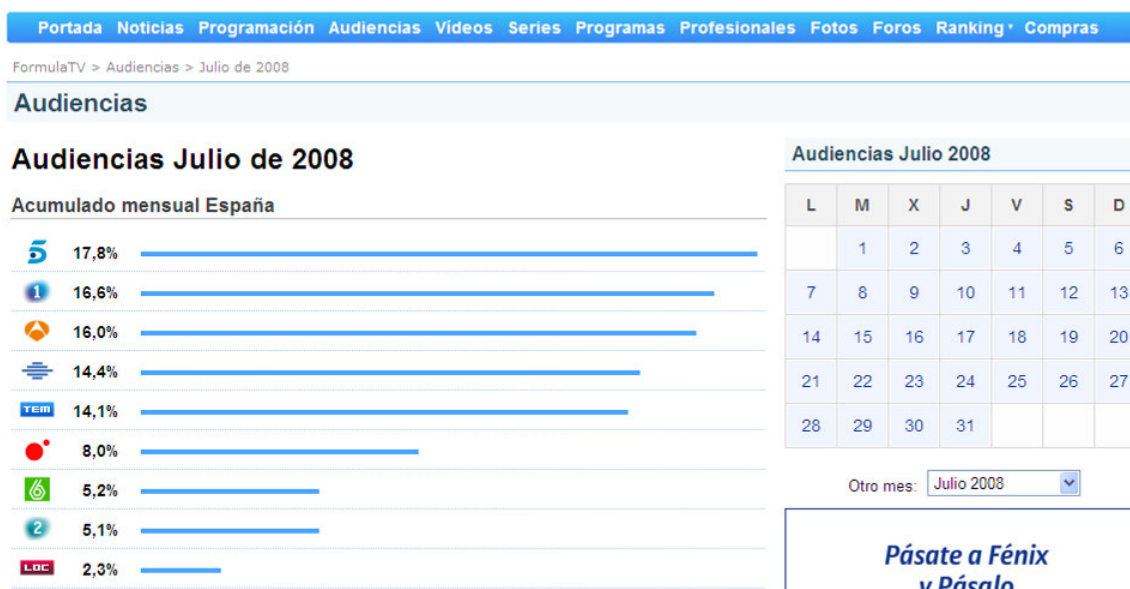 Portada Noticias Programación Audiencias Vídeos Series Programas Profesionales Fotos Foros Ranking Compras
FormulaTV > Audiencias > Julio de 2008
Audiencias
Audiencias Julio de 2008
Acumulado mensual España
5 17,8%
1 16,6%
16,0%
14,4%
TEM 14,1%
8,0%
6 5,2%
2 5,1%
LOC 2,3%
Audiencias Julio 2008
L M X J V S D
1 2 3 4 5 6
7 8 9 10 11 12 13
14 15 16 17 18 19 20
21 22 23 24 25 26 27
28 29 30 31
Otro mes: Julio 2008
Pásate a Fénix
y Pásalo